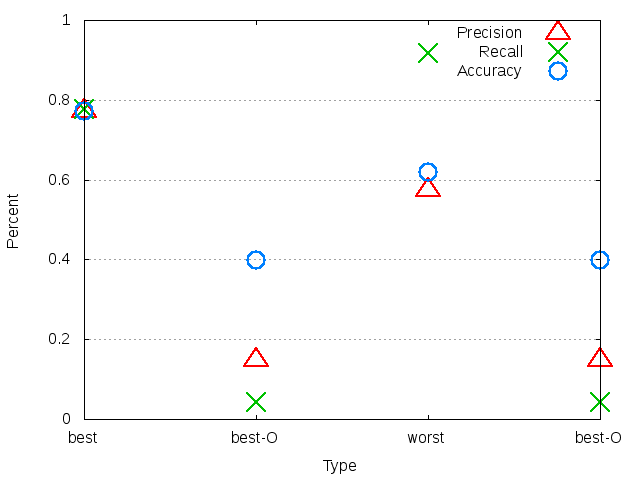 1
0.8
0.6
0.4
0.2
0
Percent
Precision
Recall
Accuracy
best
best-O
worst
best-O
Type